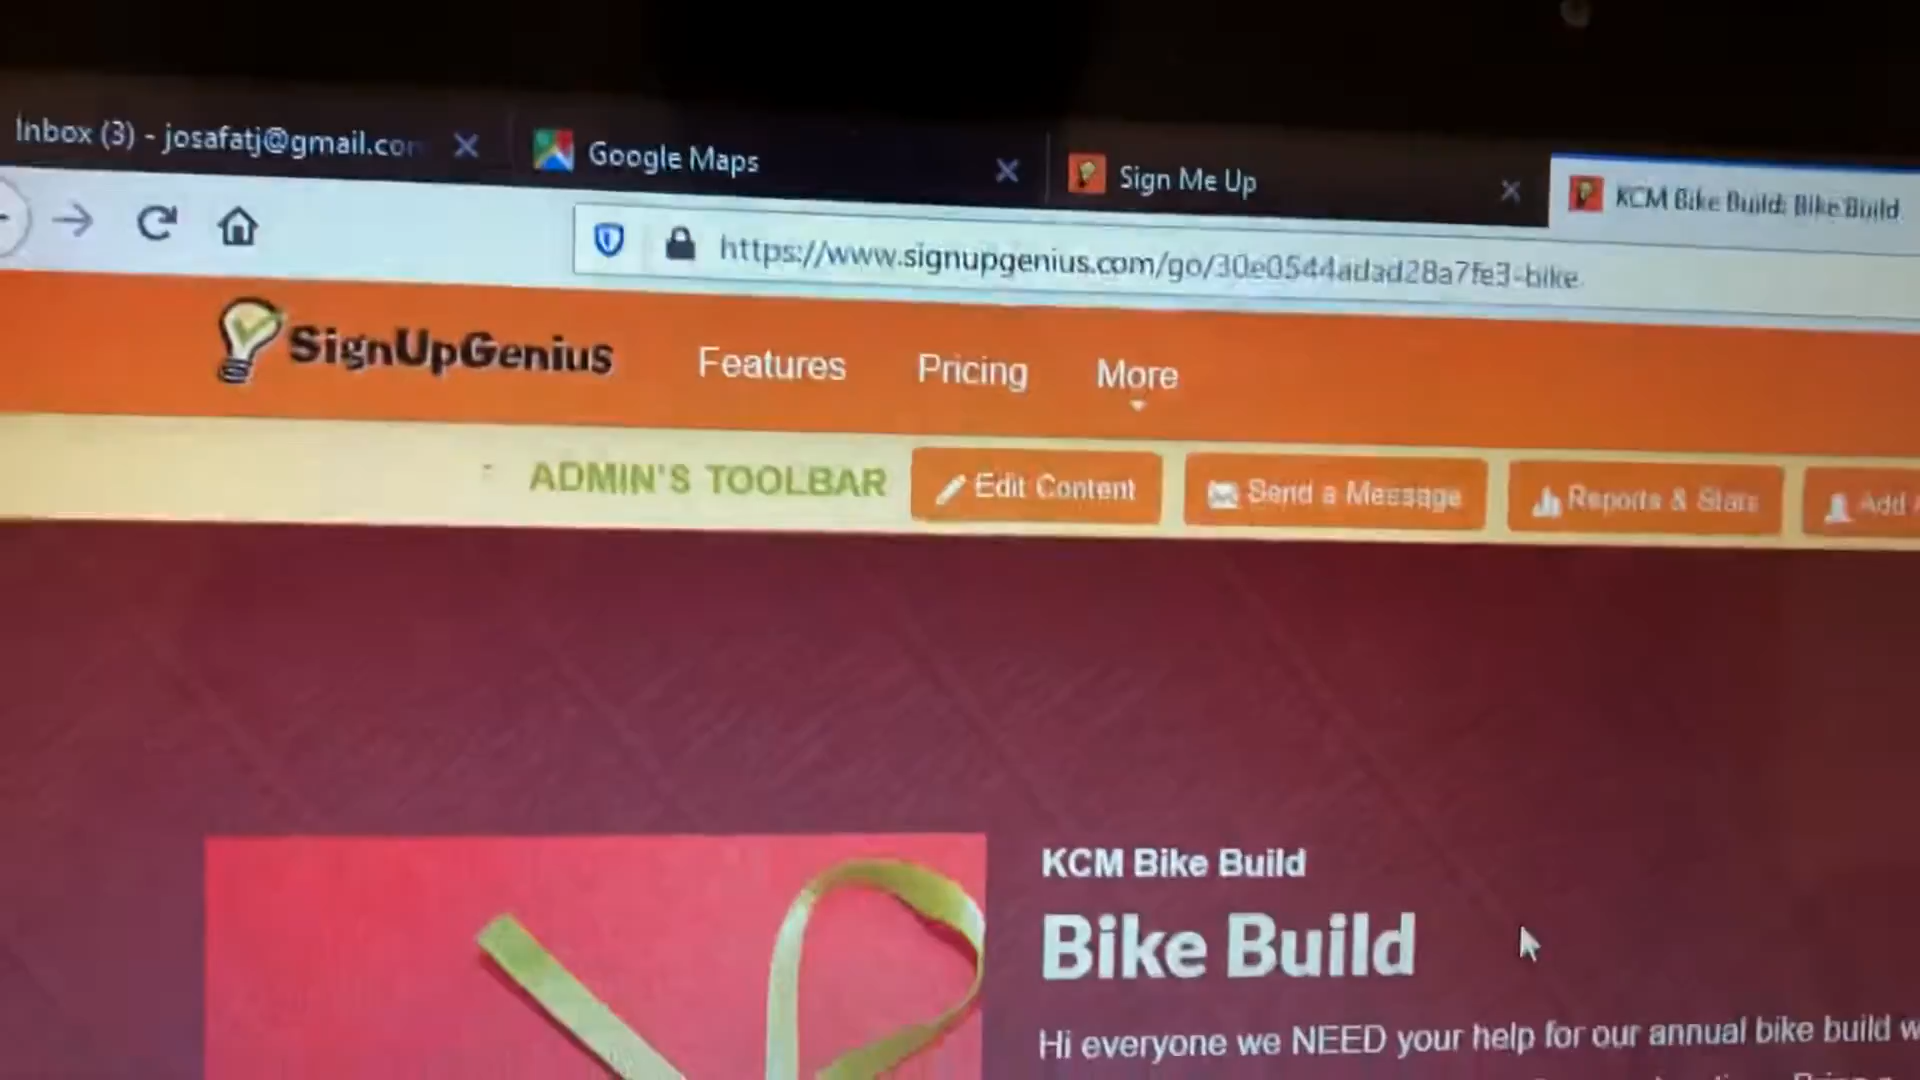 Inbox (3) - josafatj@gmail.com
Google Maps
Sign Me Up
KCM Bike Build: Bike Build
https://www.signupgenius.com/go/30e0544adad28a7fe3-bike
SignUpGenius
Features
Pricing
More
ADMIN'S TOOLBAR
Edit Content
Send a Message
Reports & Stats
Add
KCM Bike Build
Bike Build
Hi everyone we NEED your help for our annual bike build